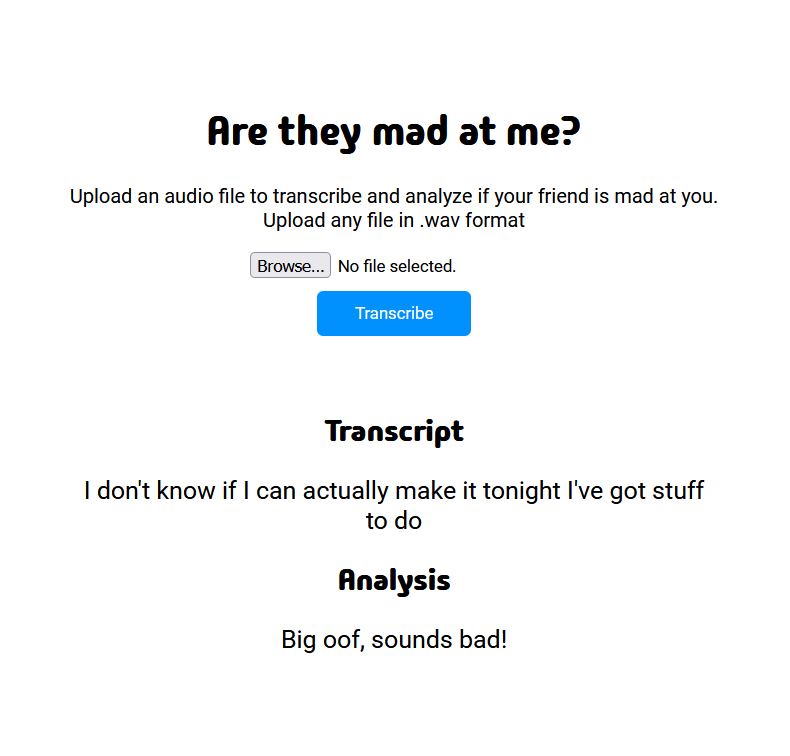 Are they mad at me?
Upload an audio file to transcribe and analyze if your friend is mad at you.
Upload any file in .wav format
Browse... No file selected.
Transcribe
Transcript
I don't know if I can actually make it tonight I've got stuff
to do
Analysis
Big oof, sounds bad!